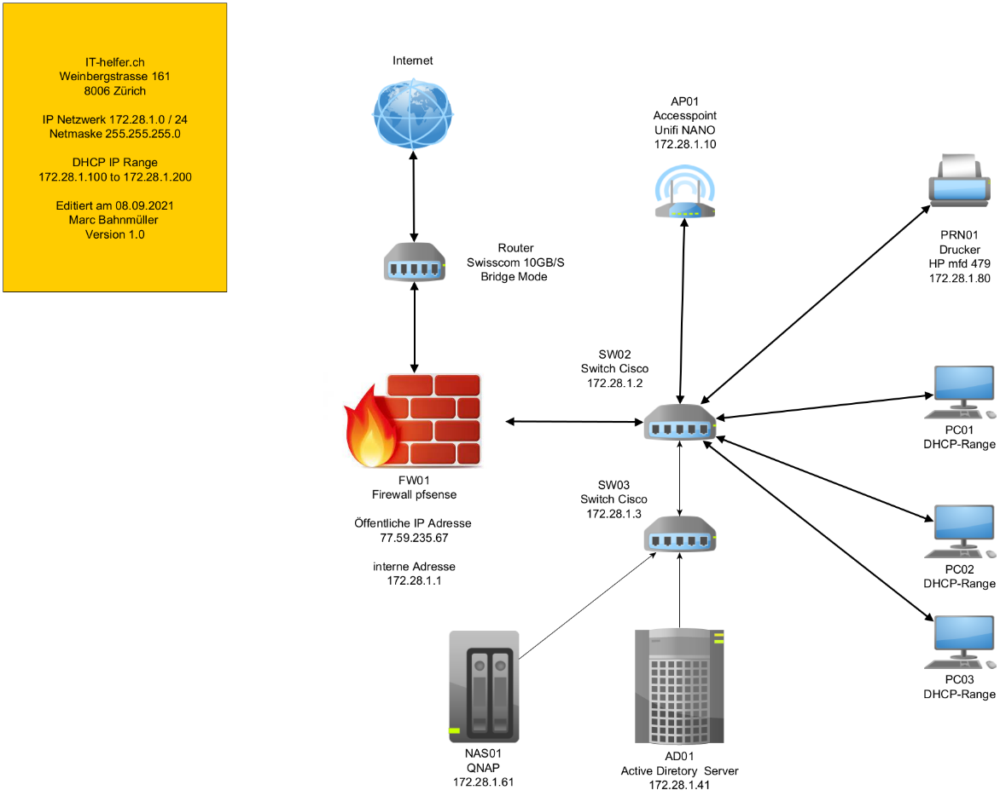 IT-helfer.ch
Weinbergstrasse 161
8006 Zürich
IP Netzwerk 172.28.1.0 / 24
Netmaske 255.255.255.0
DHCP IP Range
172.28.1.100 to 172.28.1.200
Editiert am 08.09.2021
Marc Bahnmüller
Version 1.0
Internet
Router
Swisscom 10GB/S
Bridge Mode
AP01
Accesspoint
Unifi NANO
172.28.1.10
PRN01
Drucker
HP mfd 479
172.28.1.80
SW02
Switch Cisco
172.28.1.2
PC01
DHCP-Range
FW01
Firewall pfsense
Öffentliche IP Adresse
77.59.235.67
interne Adresse
172.28.1.1
SW03
Switch Cisco
172.28.1.3
PC02
DHCP-Range
PC03
DHCP-Range
NAS01
QNAP
172.28.1.61
AD01
Active Diretory Server
172.28.1.41